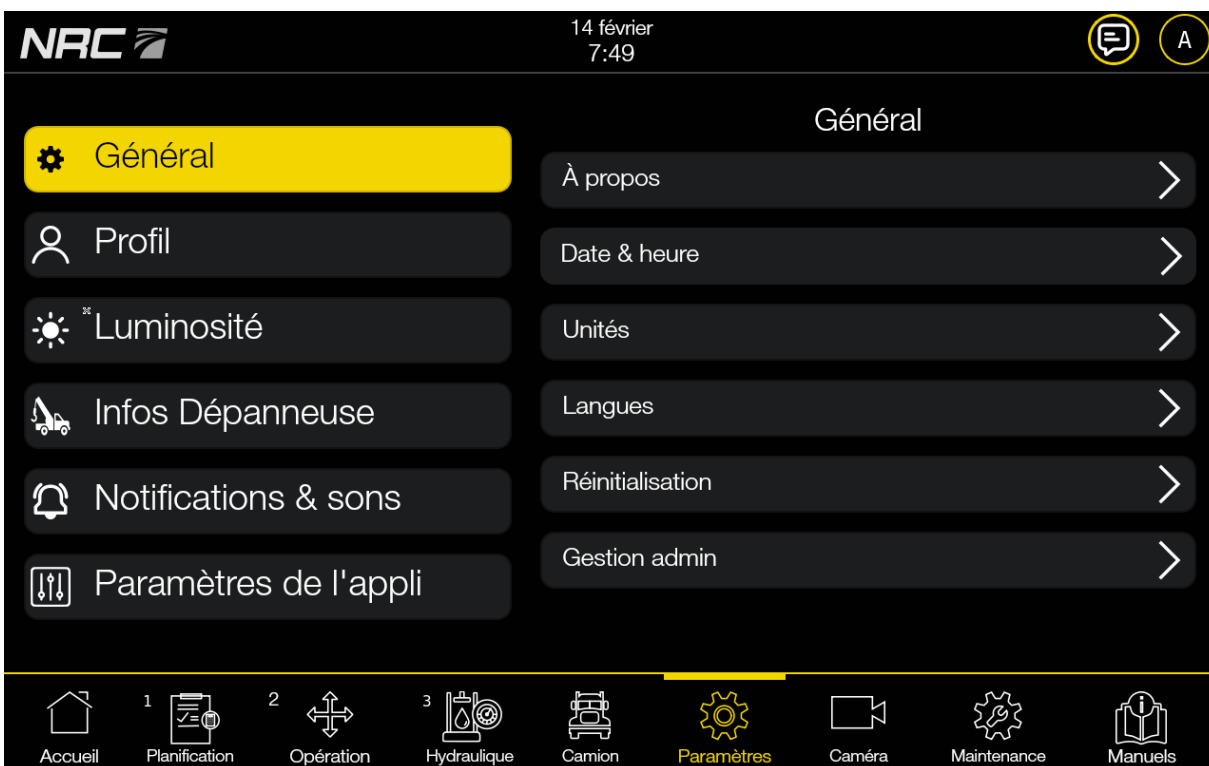 NRC
14 février
7:49
A
Général
Profil
Luminosité
Infos Dépanneuse
Notifications & sons
Paramètres de l'appli
Général
À propos
Date & heure
Unités
Langues
Réinitialisation
Gestion admin
Accueil
1
Planification
2
Opération
3
Hydraulique
Camion
Paramètres
Caméra
Maintenance
Manuels